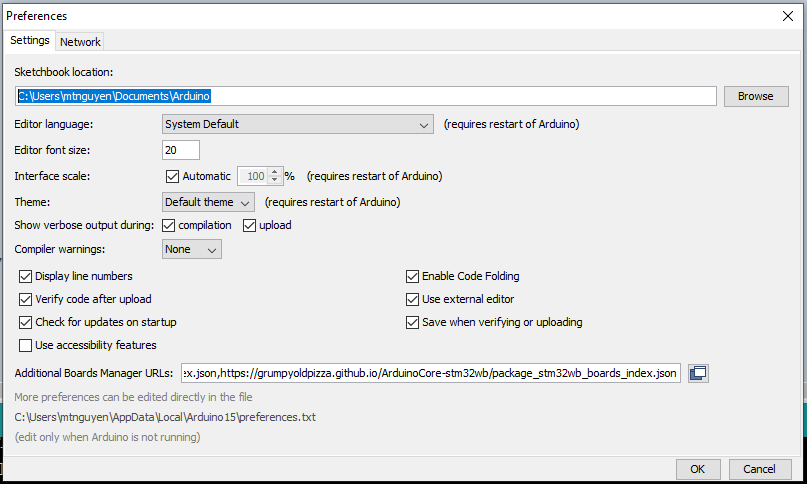 Preferences
Settings Network
Sketchbook location:
C:\Users\mtnguyen\Documents\Arduino Browse
Editor language: System Default (requires restart of Arduino)
Editor font size: 20
Interface scale: Automatic 100 % (requires restart of Arduino)
Theme: Default theme (requires restart of Arduino)
Show verbose output during: compilation upload
Compiler warnings: None
Display line numbers Enable Code Folding
Verify code after upload Use external editor
Check for updates on startup Save when verifying or uploading
Use accessibility features
Additional Boards Manager URLs: ex.json,https://grumpyoldpizza.github.io/ArduinoCore-stm32wb/package_stm32wb_boards_index.json
More preferences can be edited directly in the file
C:\Users\mtnguyen\AppData\Local\Arduino15\preferences.txt
(edit only when Arduino is not running)
OK Cancel